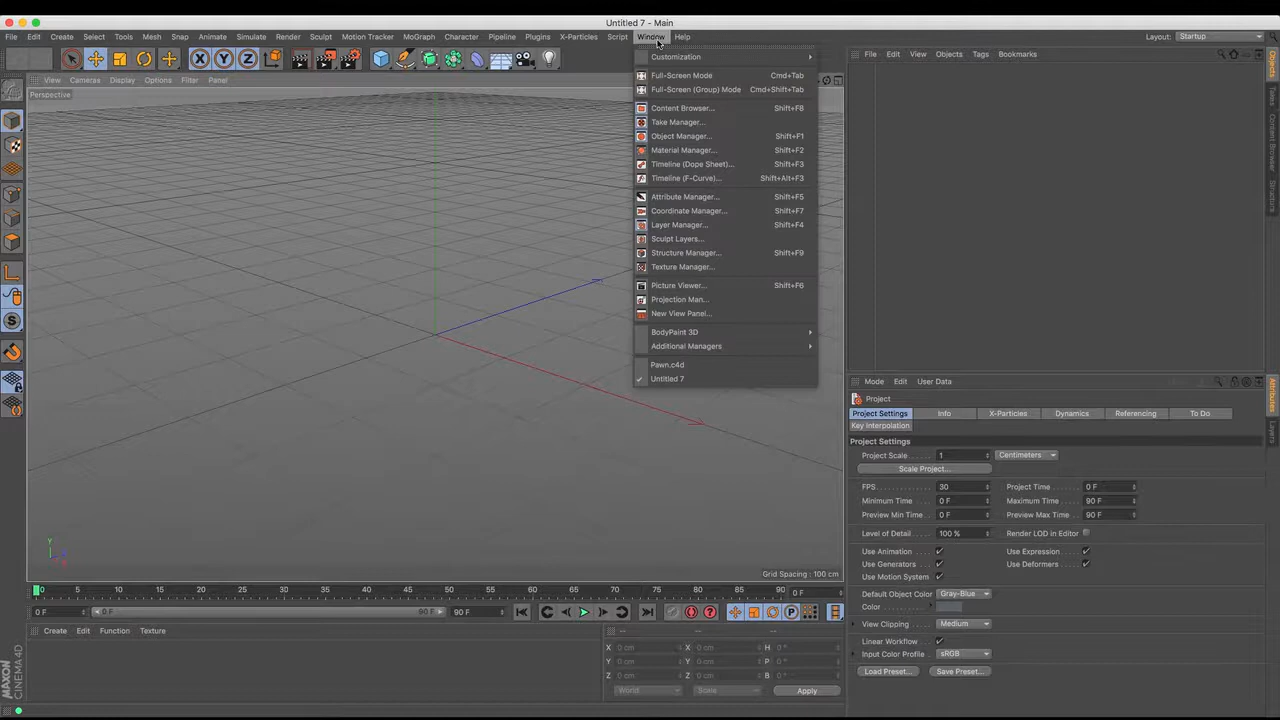 Untitled 7 - Main
File Edit Create Select Tools Mesh Snap Animate Simulate Render Sculpt Motion Tracker MoGraph Character Pipeline Plugins X-Particles Script Window Help Layout: Startup
Customization
Full-Screen Mode Cmd+Tab
Full-Screen (Group) Mode Cmd+Shift+Tab
Content Browser... Shift+F8
Take Manager...
Object Manager... Shift+F1
Material Manager... Shift+F2
Timeline (Dope Sheet)... Shift+F3
Timeline (F-Curve)... Shift+Alt+F3
Attribute Manager... Shift+F5
Coordinate Manager... Shift+F7
Layer Manager... Shift+F4
Sculpt Layers...
Structure Manager... Shift+F9
Texture Manager...
Picture Viewer... Shift+F6
Projection Man...
New View Panel...
BodyPaint 3D
Additional Managers
Pawn.c4d
Untitled 7
View Cameras Display Options Filter Panel
Perspective
Y
Grid Spacing : 100 cm
0 5 10 15 20 25 30 35 40 45 50 55 60 65 70 75 80 85 90 0 F
0 F 0 F 90 F 90 F
Create Edit Function Texture
-- -- --
X 0 cm X 0 cm H 0 °
Y 0 cm Y 0 cm P 0 °
Z 0 cm Z 0 cm B 0 °
World Scale Apply
MAXON
CINEMA 4D
File Edit View Objects Tags Bookmarks
Objects
Takes
Content Browser
Structure
Mode Edit User Data
Attributes
Layers
Project
Project Settings Info X-Particles Dynamics Referencing To Do
Key Interpolation
Project Settings
Project Scale 1 Centimeters
Scale Project...
FPS 30 Project Time 0 F
Minimum Time 0 F Maximum Time 90 F
Preview Min Time 0 F Preview Max Time 90 F
Level of Detail 100 % Render LOD in Editor
Use Animation Use Expression
Use Generators Use Deformers
Use Motion System
Default Object Color Gray-Blue
Color
View Clipping Medium
Linear Workflow
Input Color Profile sRGB
Load Preset... Save Preset...